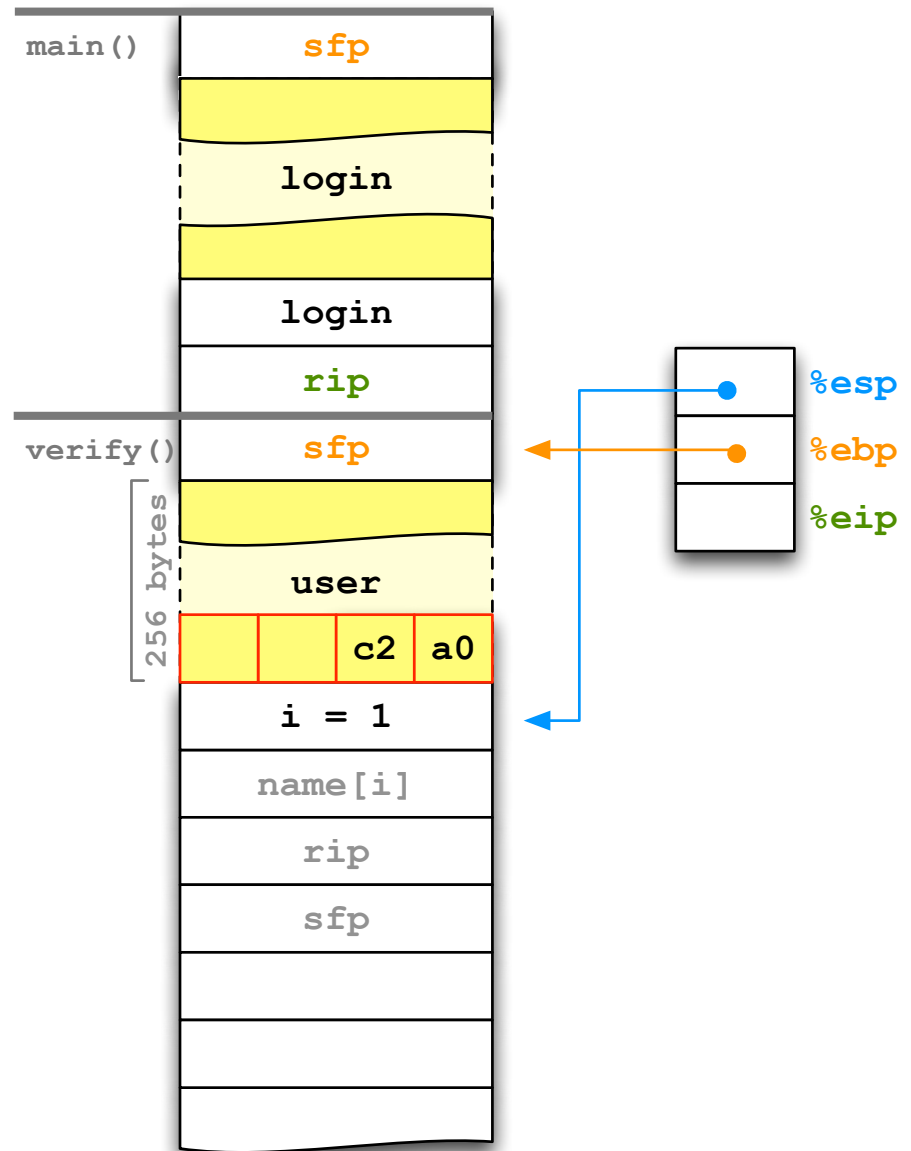 main()
sfp
login
login
rip
%esp
verify()
sfp
%ebp
%eip
256 bytes
user
c2 a0
i = 1
name[i]
rip
sfp